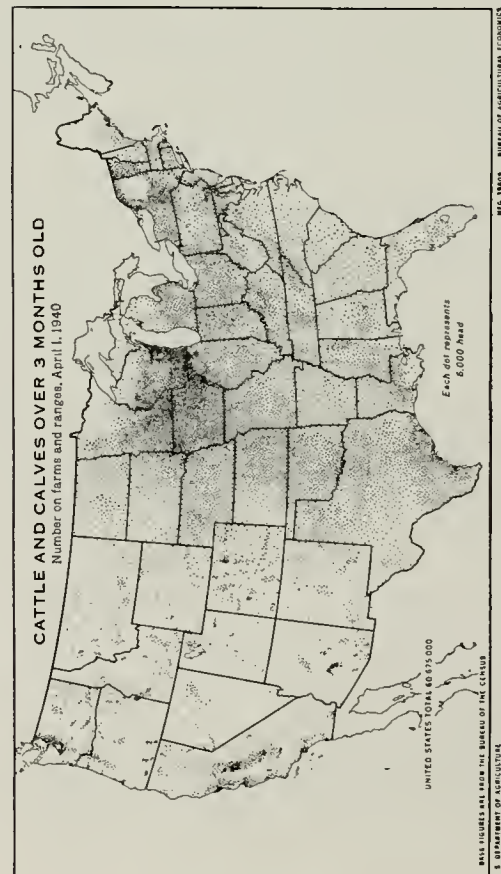 CATTLE AND CALVES OVER 3 MONTHS OLD
Number on farms and ranges, April 1, 1940
Each dot represents
6,000 head
UNITED STATES TOTAL 60 675 000
BASE FIGURES ARE FROM THE BUREAU OF THE CENSUS
S. DEPARTMENT OF AGRICULTURE
NEG. BUREAU OF AGRICULTURAL ECONOMICS